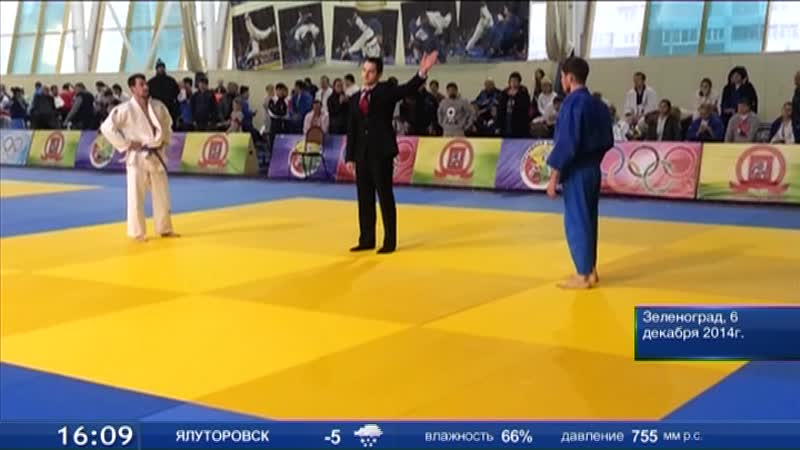 Зеленоград, 6
декабря 2014г.
16:09 ЯЛУТОРОВСК -5 влажность 66% давление 755 мм р.с.